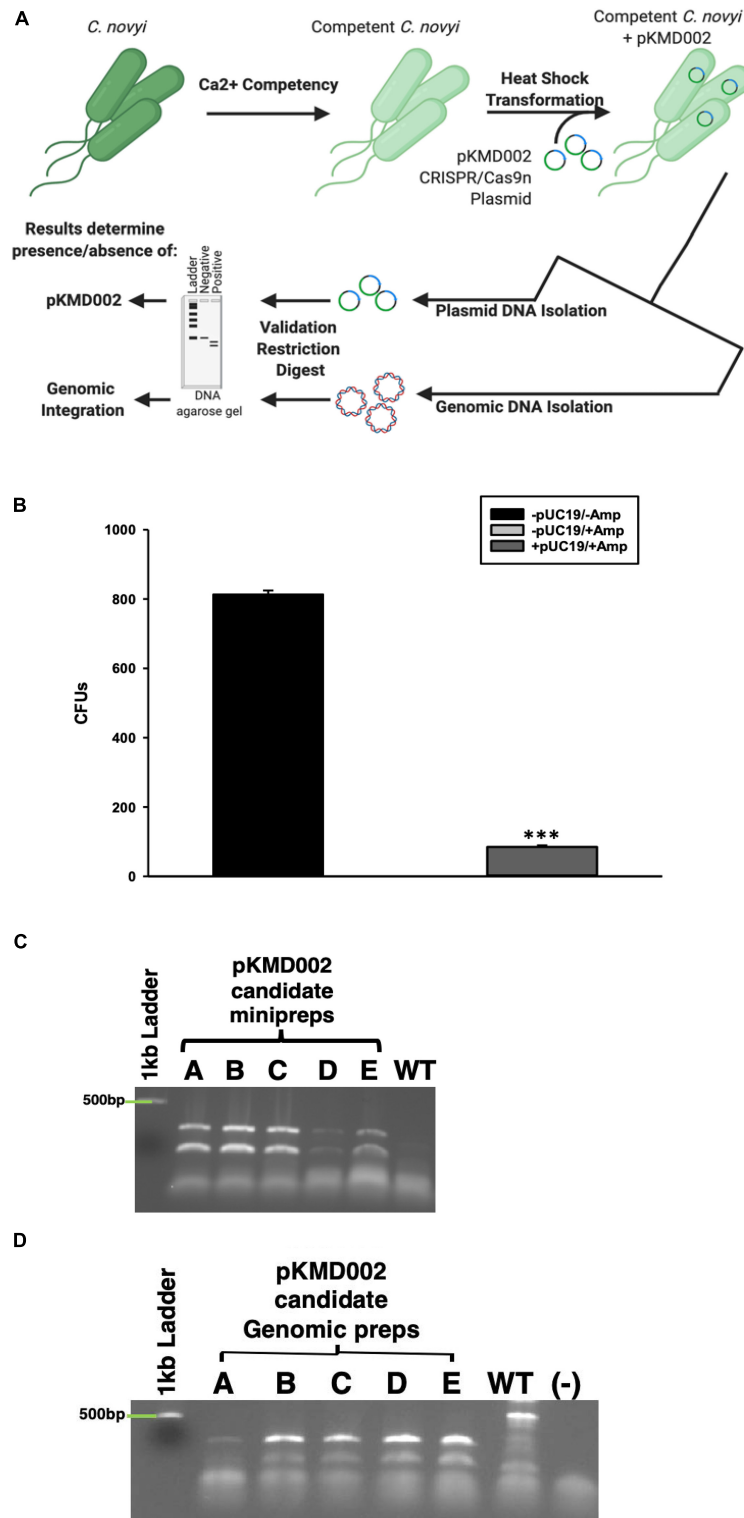 A
C. novyi
Competent C. novyi
Competent C. novyi
+ pKMD002
Ca2+ Competency
Heat Shock
Transformation
pKMD002
CRISPR/Cas9n
Plasmid
Results determine
presence/absence of:
Ladder
Negative
Positive
pKMD002
Validation
Restriction
Digest
Plasmid DNA Isolation
Genomic
Integration
DNA
agarose gel
Genomic DNA Isolation
B
-pUC19/-Amp
-pUC19/+Amp
+pUC19/+Amp
1000
800
600
400
200
0
CFUs
***
C
1kb Ladder
pKMD002
candidate
minipreps
A B C D E WT
500bp
D
1kb Ladder
pKMD002
candidate
Genomic preps
A B C D E WT (-)
500bp